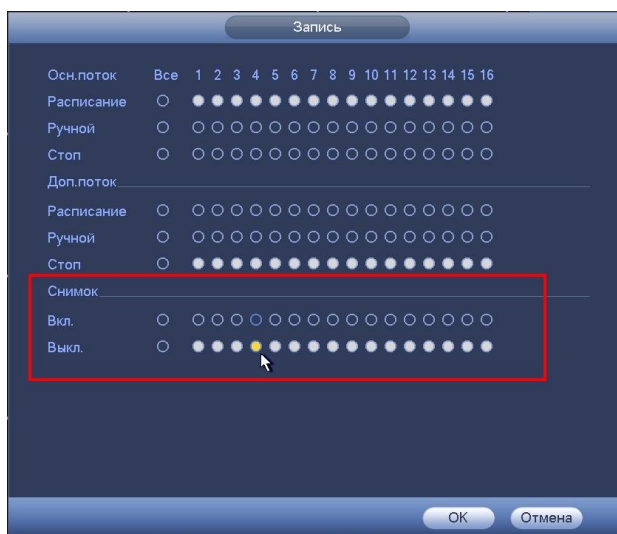 Запись
Осн.поток Все 1 2 3 4 5 6 7 8 9 10 11 12 13 14 15 16
Расписание
Ручной
Стоп
Доп.поток
Расписание
Ручной
Стоп
Снимок
Вкл.
Выкл.
OK Отмена